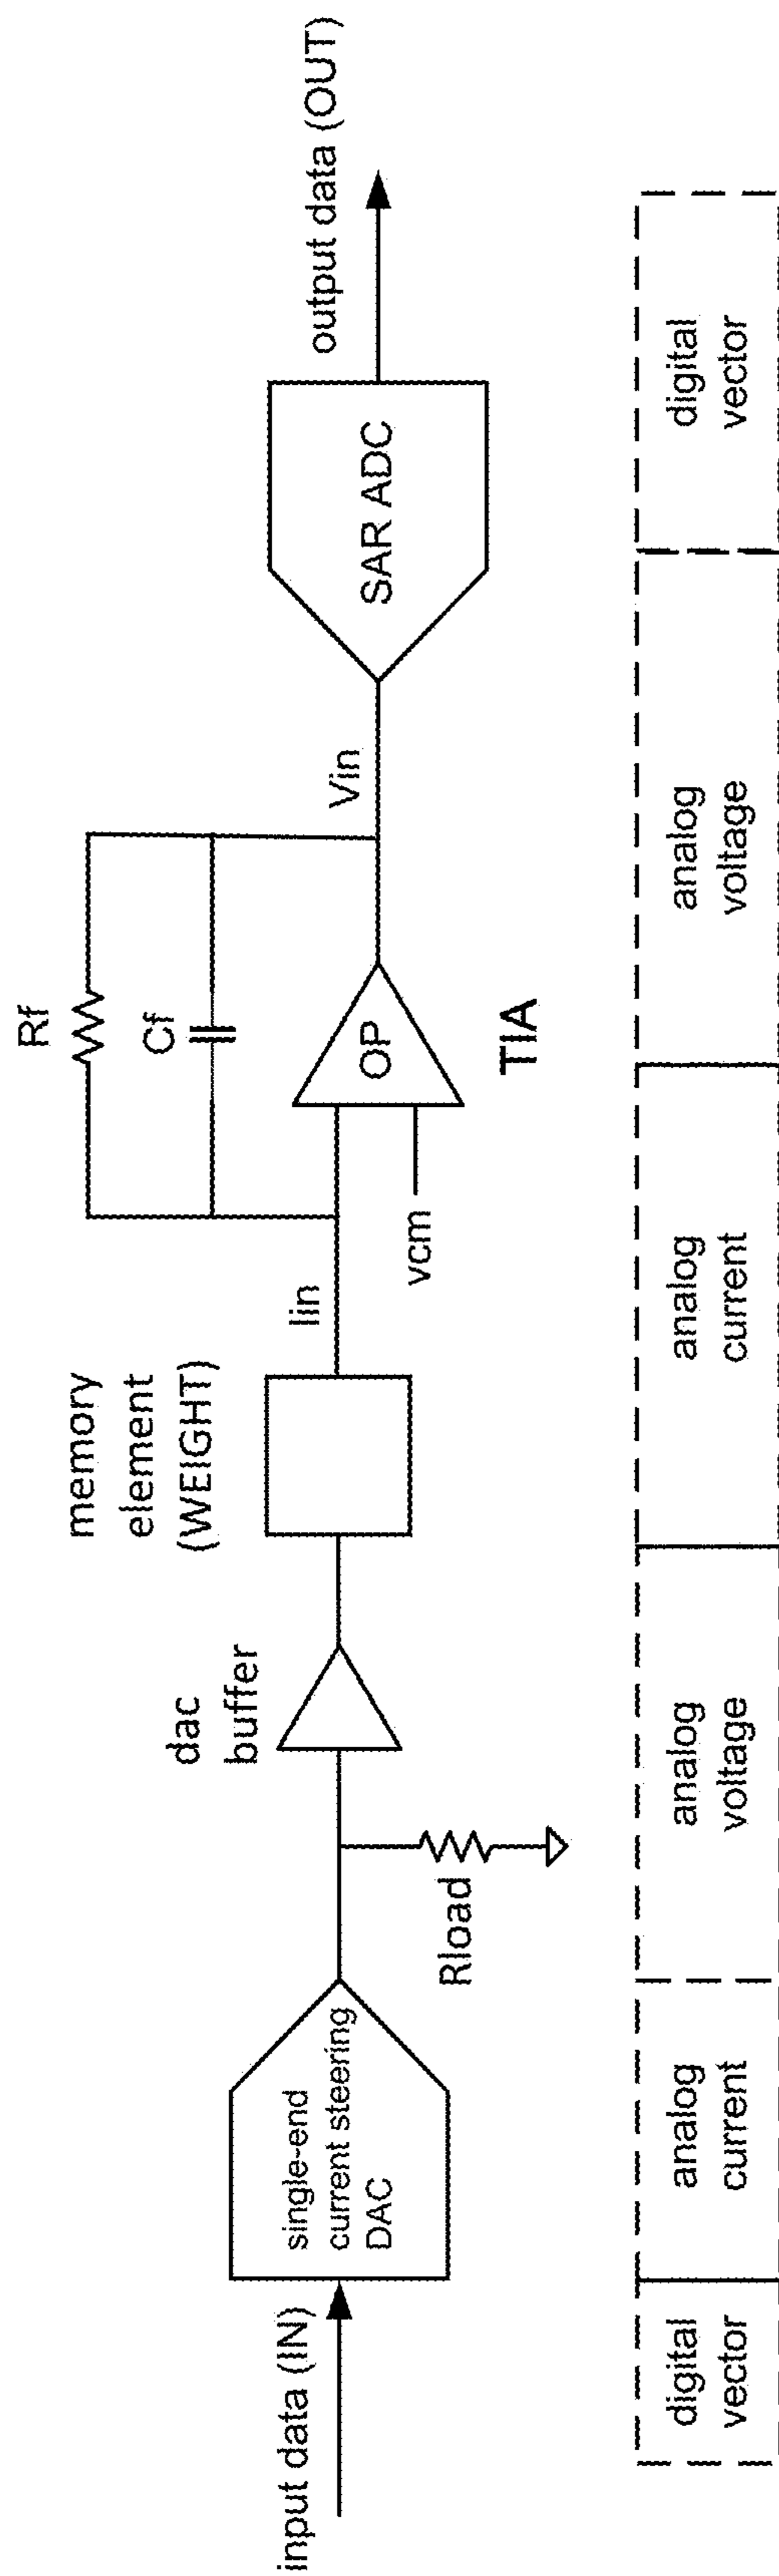 input data (IN)
single-end
current steering
DAC
Rload
dac
buffer
memory
element
(WEIGHT)
Iin
vcm
Rf
Cf
OP
TIA
Vin
SAR ADC
output data (OUT)
digital
vector
analog
current
analog
voltage
analog
current
analog
voltage
digital
vector